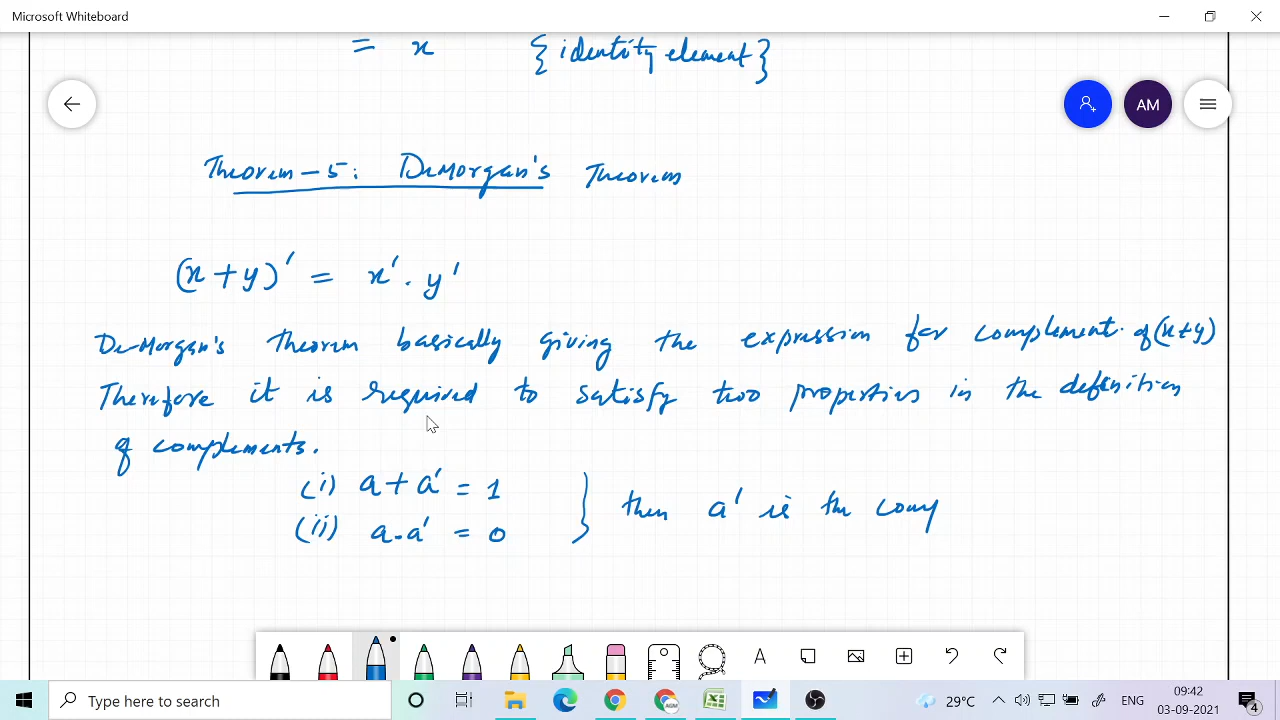 Microsoft Whiteboard
= x {identity element}
AM
Theorem-5: DeMorgan's Theorem
(x+y)' = x' . y'
DeMorgan's theorem basically giving the expression for complement of (x+y)
Therefore it is required to satisfy two properties in the definition
of complements.
(i) a + a' = 1
(ii) a.a' = 0 } then a' is the comp
A
Type here to search
29°C
ENG
09:42
03-09-2021
4